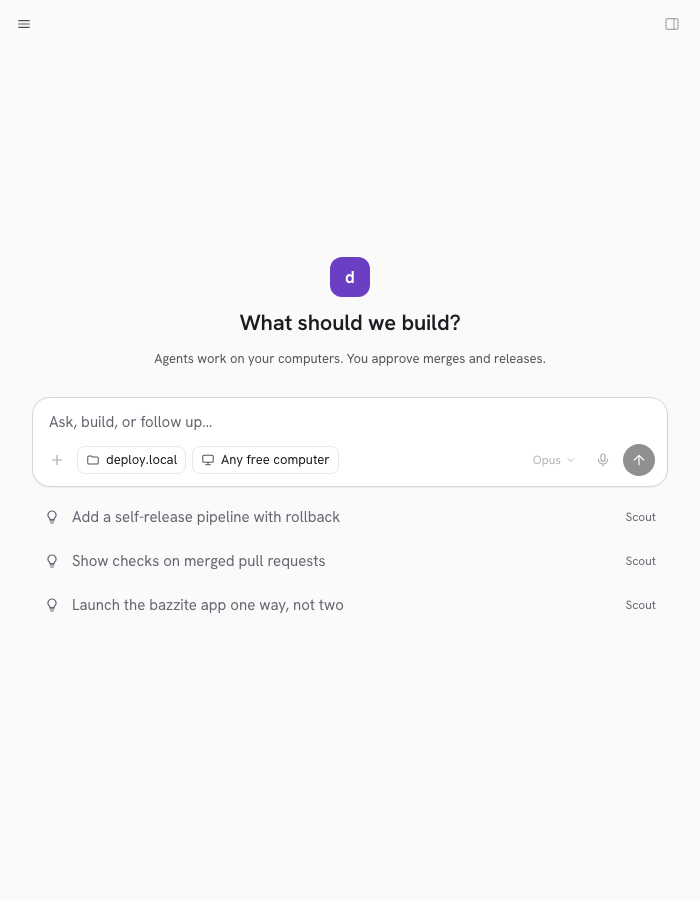 d
What should we build?
Agents work on your computers. You approve merges and releases.
Ask, build, or follow up…
deploy.local
Any free computer
Opus
Add a self-release pipeline with rollback
Scout
Show checks on merged pull requests
Scout
Launch the bazzite app one way, not two
Scout